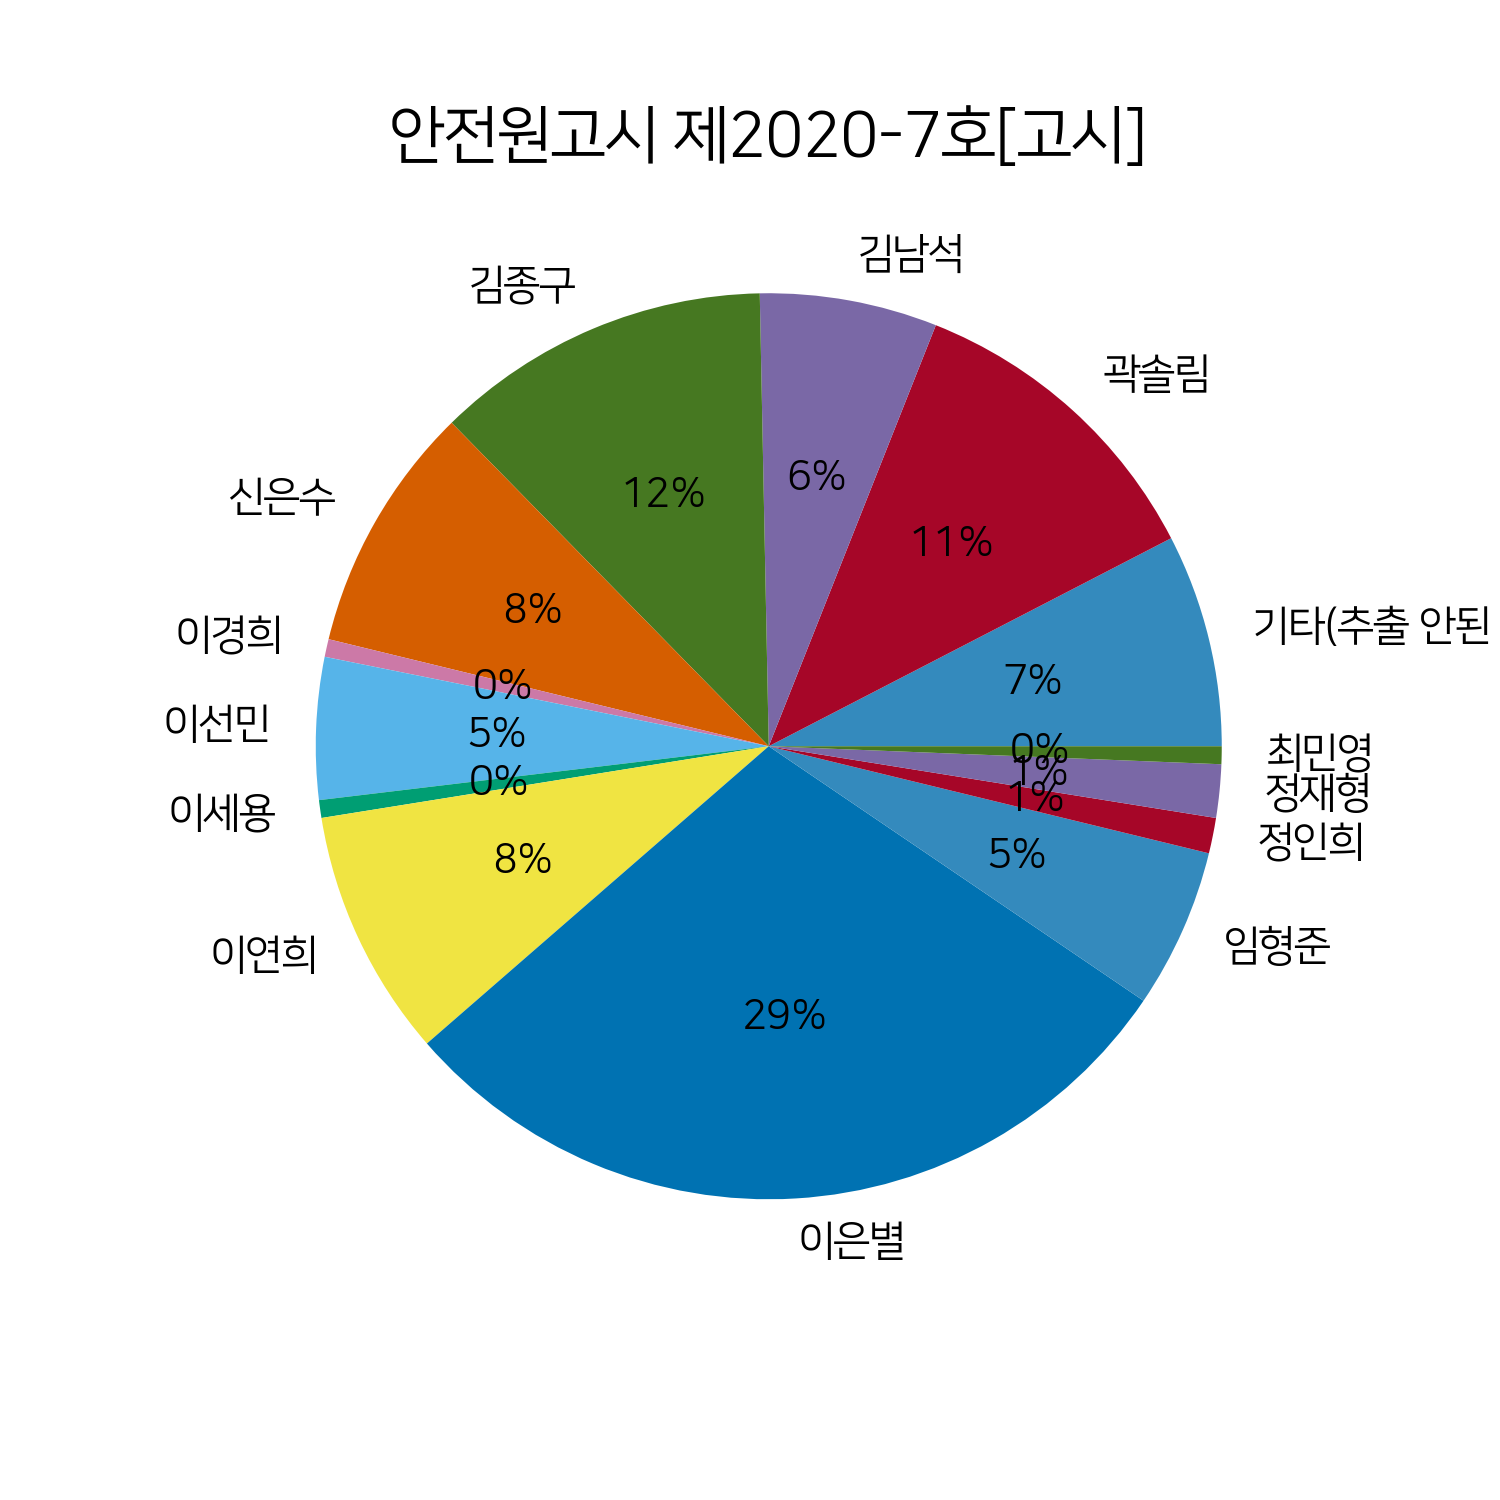 안전원고시 제2020-7호[고시]
김남석
김종구
곽솔림
6%
12%
신은수
11%
8%
기타(추출 안된
이경희
7%
0%
이선민
5%
0%
최민영
1%
정재형
0%
1%
이세용
정인희
5%
8%
임형준
이연희
29%
이은별